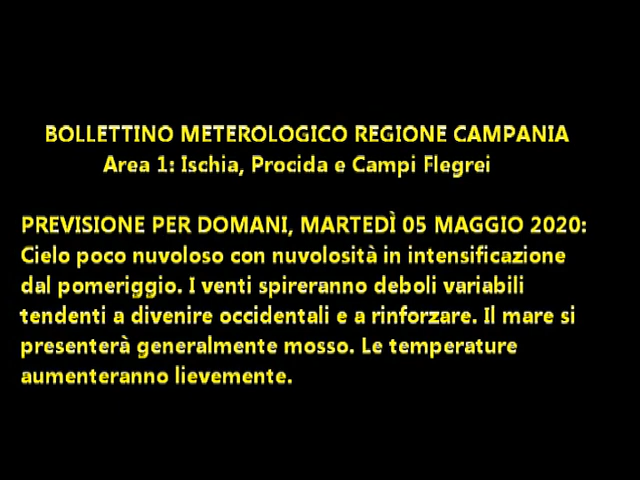 BOLLETTINO METEROLOGICO REGIONE CAMPANIA
Area 1: Ischia, Procida e Campi Flegrei
PREVISIONE PER DOMANI, MARTEDÌ 05 MAGGIO 2020:
Cielo poco nuvoloso con nuvolosità in intensificazione
dal pomeriggio. I venti spireranno deboli variabili
tendenti a divenire occidentali e a rinforzare. Il mare si
presenterà generalmente mosso. Le temperature
aumenteranno lievemente.